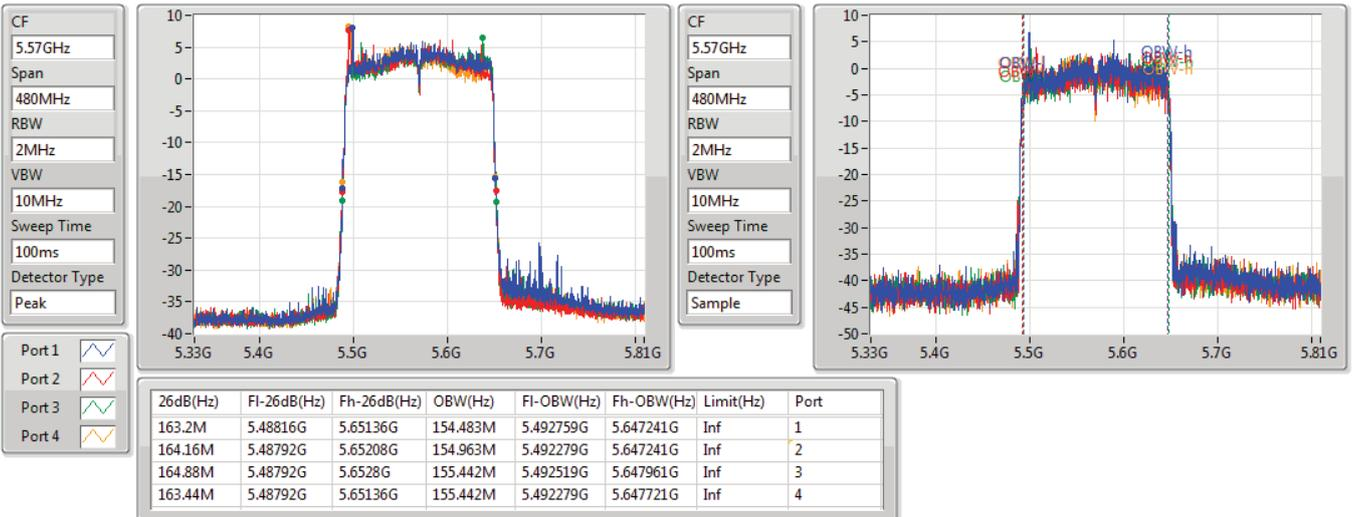 CF
5.57GHz
Span
480MHz
RBW
2MHz
VBW
10MHz
Sweep Time
100ms
Detector Type
Peak
10
5
0
-5
-10
-15
-20
-25
-30
-35
-40
5.33G 5.4G 5.5G 5.6G 5.7G 5.81G
CF
5.57GHz
Span
480MHz
RBW
2MHz
VBW
10MHz
Sweep Time
100ms
Detector Type
Sample
10
5
0
-5
-10
-15
-20
-25
-30
-35
-40
-45
-50
OBW-h
OBW-h
5.33G 5.4G 5.5G 5.6G 5.7G 5.81G
Port 1
Port 2
Port 3
Port 4
26dB(Hz) Fl-26dB(Hz) Fh-26dB(Hz) OBW(Hz) Fl-OBW(Hz) Fh-OBW(Hz) Limit(Hz) Port
163.2M 5.48816G 5.65136G 154.483M 5.492759G 5.647241G Inf 1
164.16M 5.48792G 5.65208G 154.963M 5.492279G 5.647241G Inf 2
164.88M 5.48792G 5.6528G 155.442M 5.492519G 5.647961G Inf 3
163.44M 5.48792G 5.65136G 155.442M 5.492279G 5.647721G Inf 4